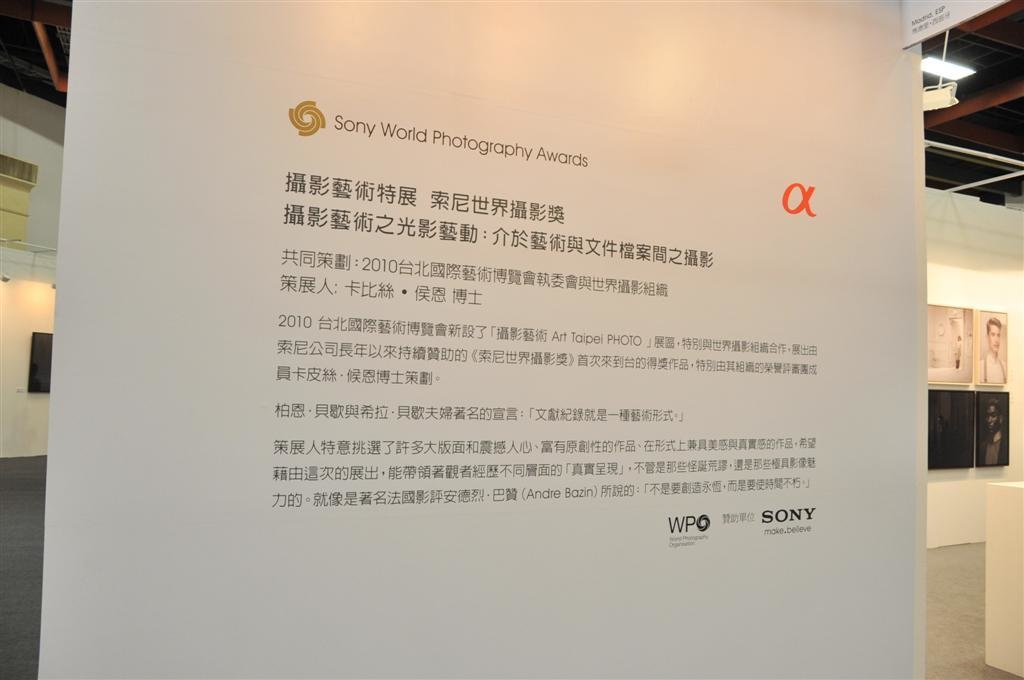 Madrid, ESP
馬德里，西班牙
Sony World Photography Awards
攝影藝術特展 索尼世界攝影獎
攝影藝術之光影藝動：介於藝術與文件檔案間之攝影
α
共同策劃：2010台北國際藝術博覽會執委會與世界攝影組織
策展人: 卡比絲・侯恩 博士
2010 台北國際藝術博覽會新設了「攝影藝術 Art Taipei PHOTO 」展區，特別與世界攝影組織合作，展出由
索尼公司長年以來持續贊助的《索尼世界攝影獎》首次來到台的得獎作品，特別由其組織的榮譽評審團成
員卡皮絲．侯恩博士策劃。
柏恩．貝歇與希拉．貝歇夫婦著名的宣言：「文獻紀錄就是一種藝術形式。」
策展人特意挑選了許多大版面和震撼人心、富有原創性的作品、在形式上兼具美感與真實感的作品，希望
藉由這次的展出，能帶領著觀者經歷不同層面的「真實呈現」，不管是那些怪誕荒謬，還是那些極具影像魅
力的。就像是著名法國影評安德烈．巴贊（Andre Bazin）所說的：「不是要創造永恆，而是要使時間不朽。」
WPO 贊助單位 SONY
World Photography
Organisation
make.believe